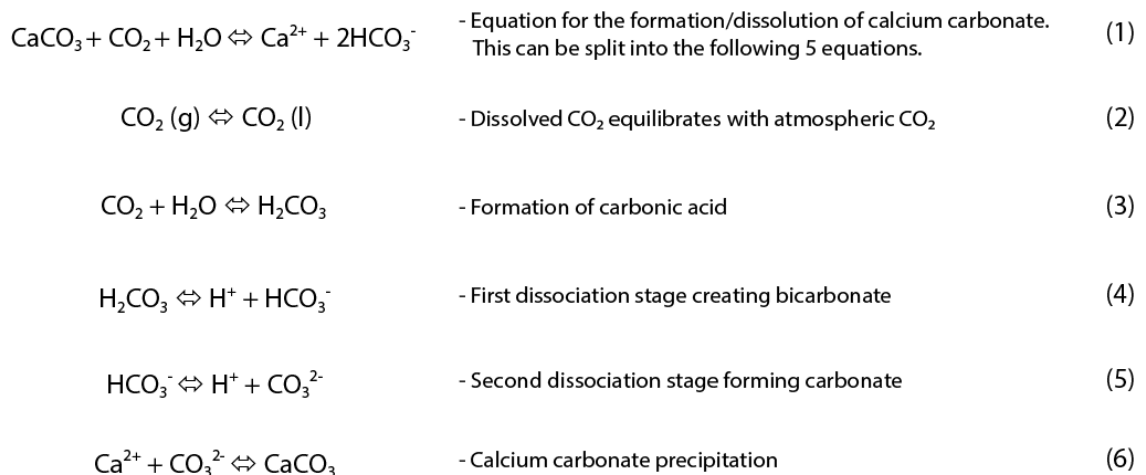 CaCO₃ + CO₂ + H₂O ⇔ Ca²⁺ + 2HCO₃⁻ - Equation for the formation/dissolution of calcium carbonate. (1)
This can be split into the following 5 equations.
CO₂ (g) ⇔ CO₂ (l) - Dissolved CO₂ equilibrates with atmospheric CO₂ (2)
CO₂ + H₂O ⇔ H₂CO₃ - Formation of carbonic acid (3)
H₂CO₃ ⇔ H⁺ + HCO₃⁻ - First dissociation stage creating bicarbonate (4)
HCO₃⁻ ⇔ H⁺ + CO₃²⁻ - Second dissociation stage forming carbonate (5)
Ca²⁺ + CO₃²⁻ ⇔ CaCO₃ - Calcium carbonate precipitation (6)